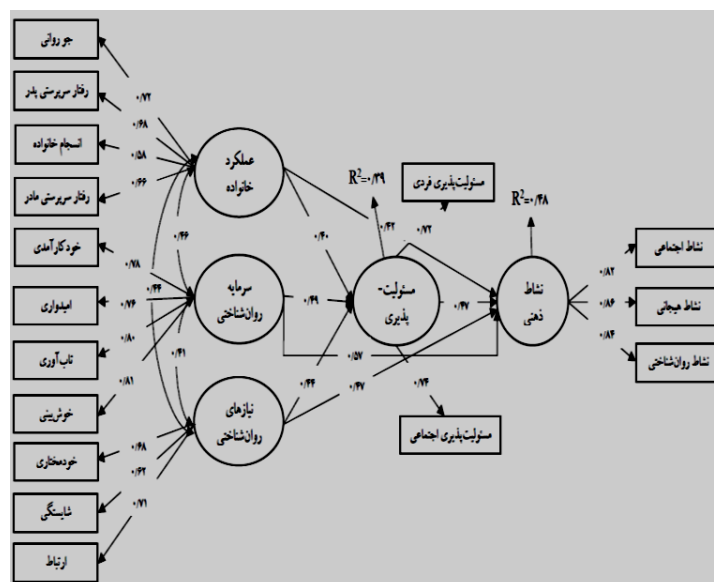 جو روانی
رفتار سرپرستی پدر
انسجام خانواده
رفتار سرپرستی مادر
خودکارآمدی
امیدواری
تاب‌آوری
خوش‌بینی
خودمختاری
شایستگی
ارتباط
۰/۷۲
۰/۶۸
۰/۵۸
۰/۶۶
۰/۷۸
۰/۷۶
۰/۸۰
۰/۸۱
۰/۶۸
۰/۶۲
۰/۷۱
۰/۴۶
۰/۴۴
۰/۴۱
عملکرد
خانواده
سرمایه
روان‌شناختی
نیازهای
روان‌شناختی
۰/۴۰
۰/۴۹
۰/۴۴
۰/۴۲
۰/۵۷
۰/۴۷
R²=۰/۳۹
مسئولیت‌پذیری فردی
۰/۷۲
مسئولیت-
پذیری
۰/۴۷
۰/۷۴
مسئولیت‌پذیری اجتماعی
R²=۰/۴۸
نشاط
ذهنی
۰/۸۲
۰/۸۶
۰/۸۴
نشاط اجتماعی
نشاط هیجانی
نشاط روان‌شناختی